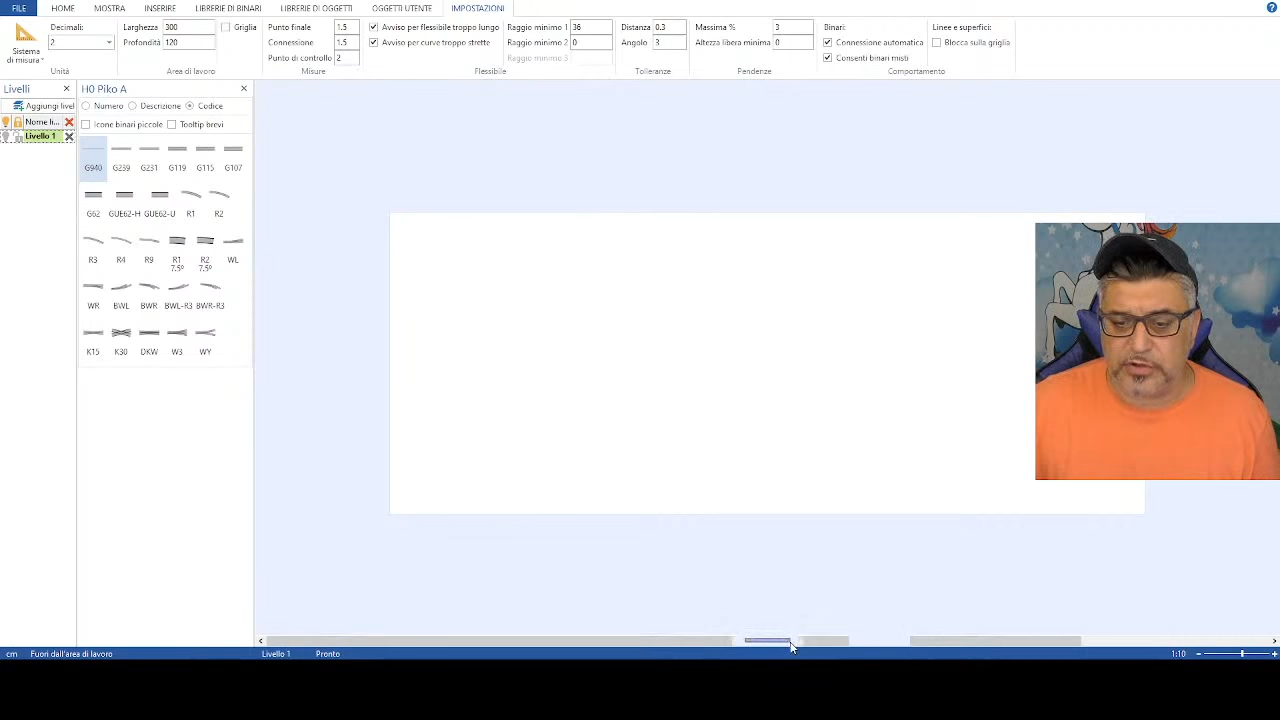 FILE HOME MOSTRA INSERIRE LIBRERIE DI BINARI LIBRERIE DI OGGETTI OGGETTI UTENTE IMPOSTAZIONI
Sistema di misura
Decimali:
2
Unità
Larghezza 300
Profondità 120
Griglia
Area di lavoro
Punto finale 1.5
Connessione 1.5
Punto di controllo 2
Misure
Avviso per flessibile troppo lungo
Avviso per curve troppo strette
Raggio minimo 1 36
Raggio minimo 2 0
Raggio minimo 3
Flessibile
Distanza 0.3
Angolo 3
Tolleranze
Massima % 3
Altezza libera minima 0
Pendenze
Binari:
Connessione automatica
Consenti binari misti
Linee e superfici:
Blocca sulla griglia
Comportamento
Livelli
Aggiungi livel
Nome li...
Livello 1
H0 Piko A
Numero Descrizione Codice
Icone binari piccole Tooltip brevi
G940 G239 G231 G119 G115 G107
G62 GUE62-H GUE62-U R1 R2
R3 R4 R9 R1 7.5º R2 7.5º WL
WR BWL BWR BWL-R3 BWR-R3
K15 K30 DKW W3 WY
cm Fuori dall'area di lavoro Livello 1 Pronto 1:10